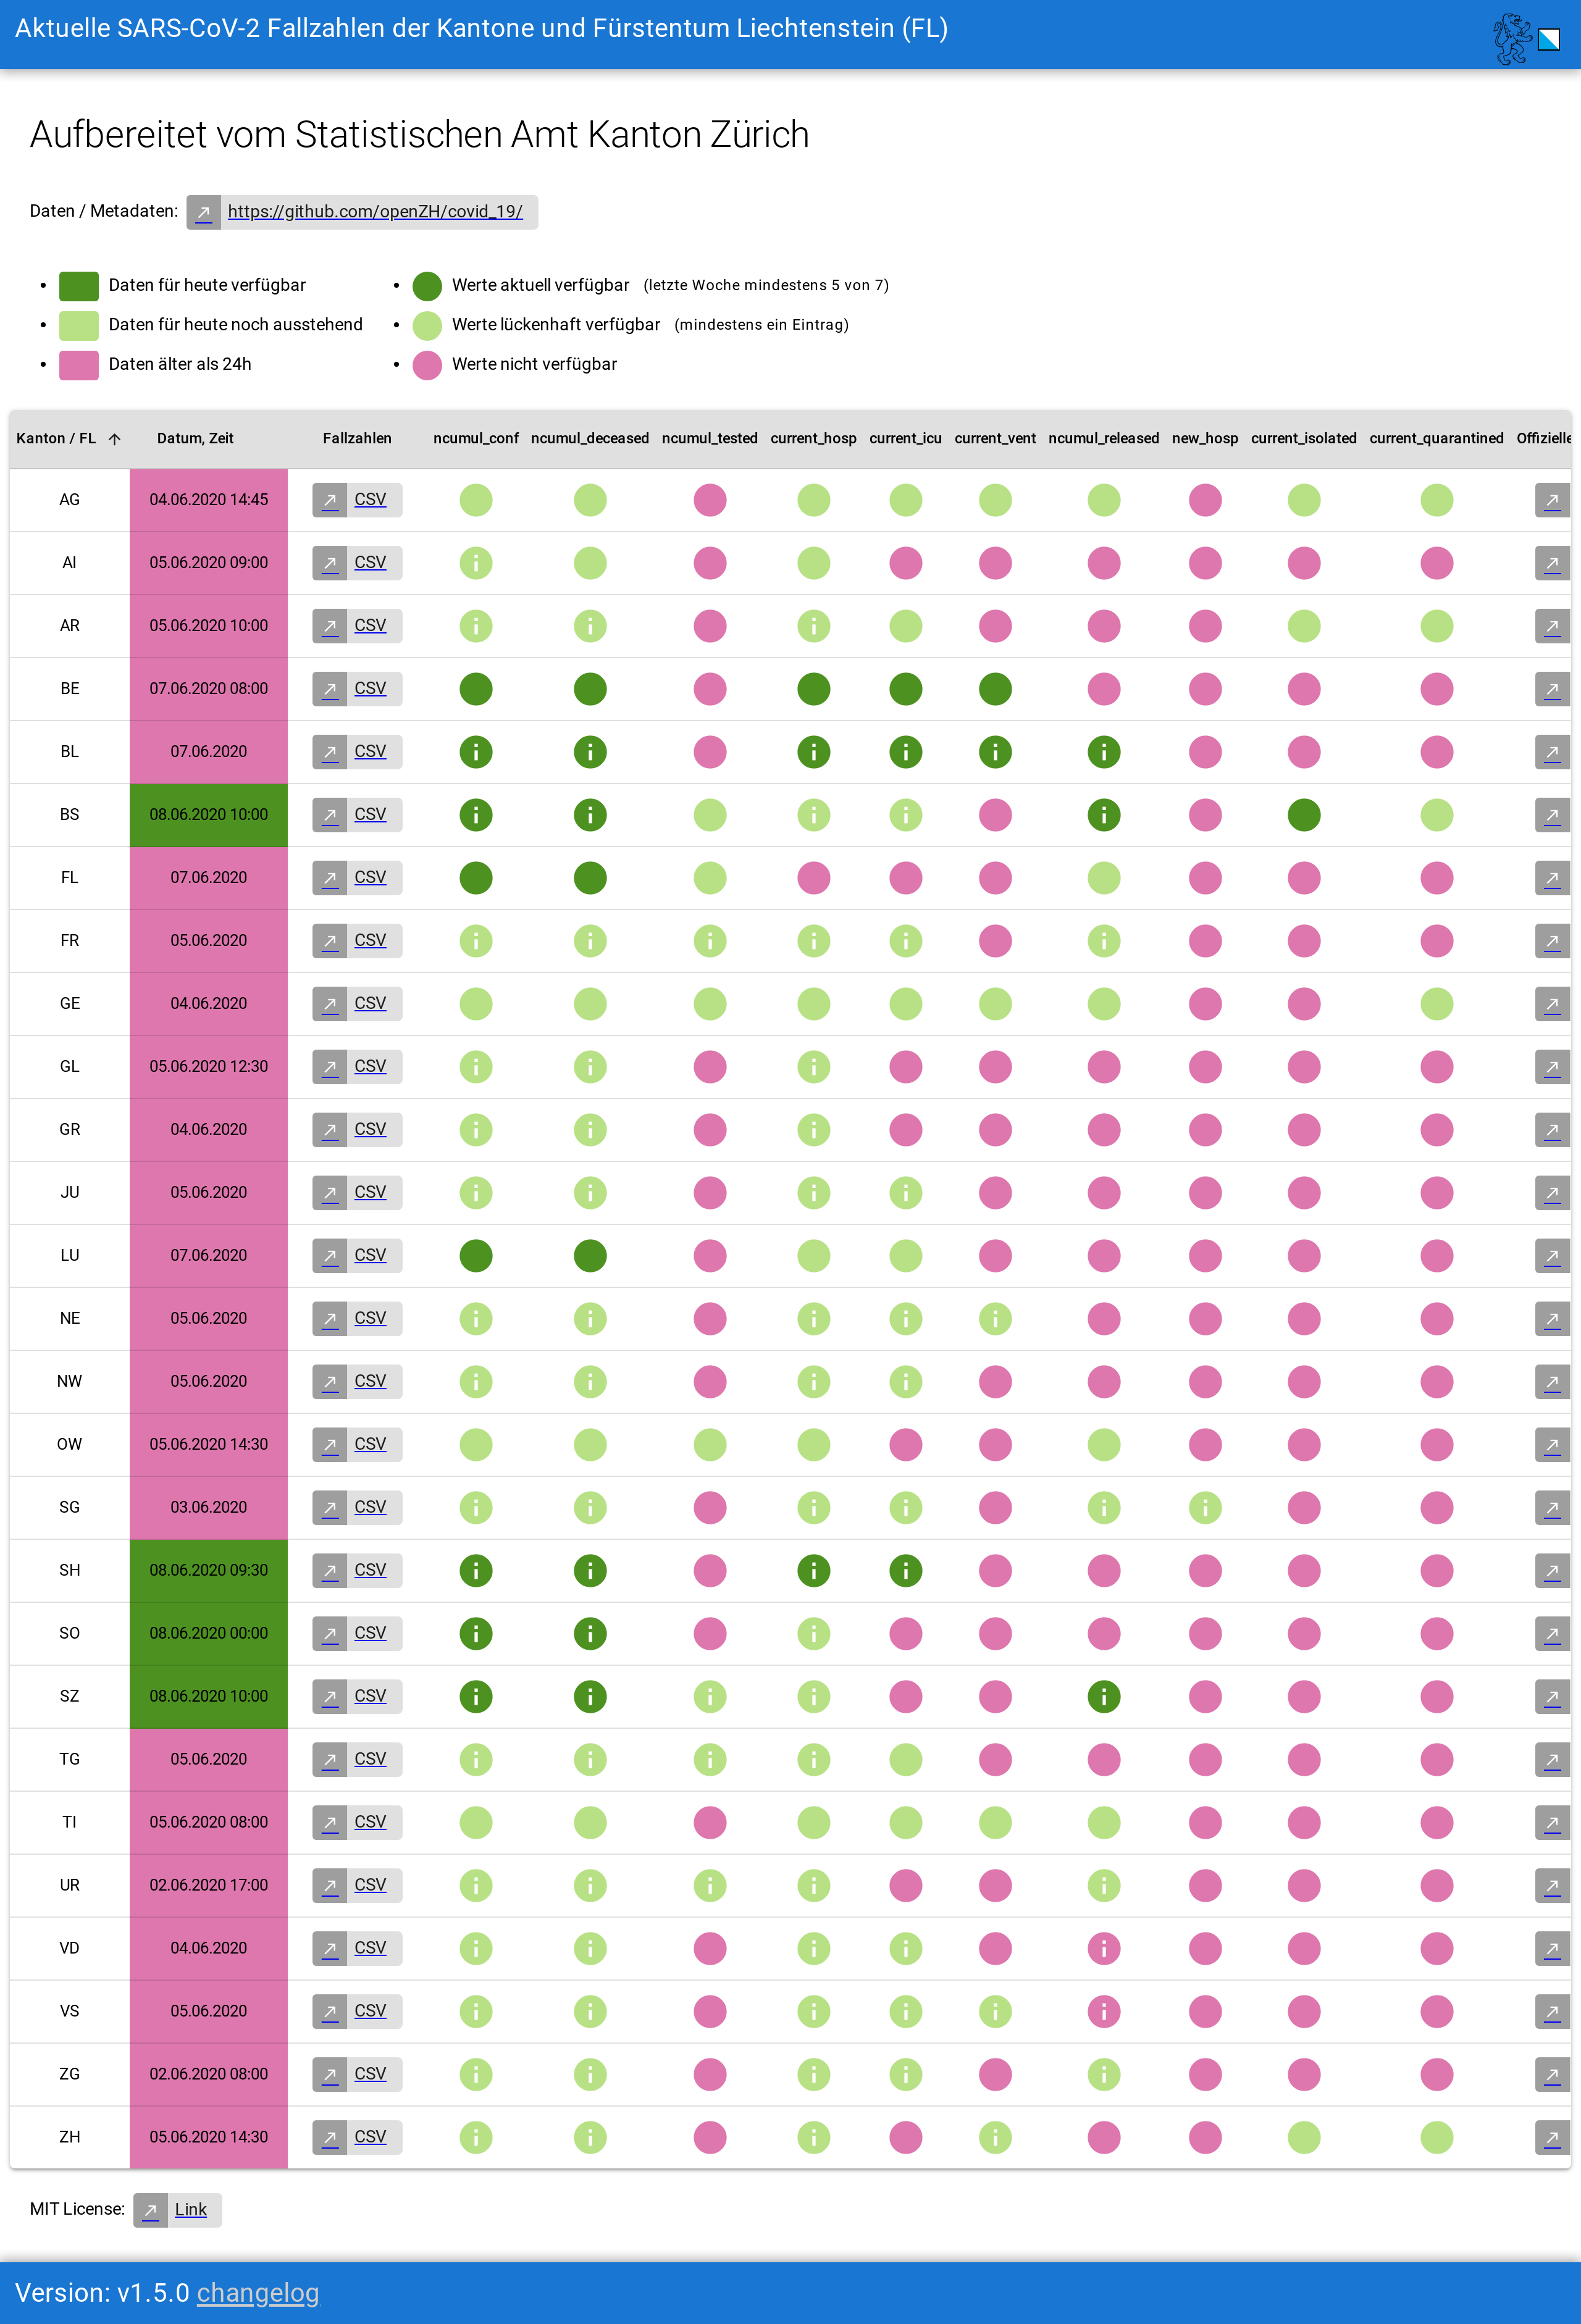 Aktuelle SARS-CoV-2 Fallzahlen der Kantone und Fürstentum Liechtenstein (FL)
Aufbereitet vom Statistischen Amt Kanton Zürich
Daten / Metadaten: https://github.com/openZH/covid_19/
Daten für heute verfügbar
Daten für heute noch ausstehend
Daten älter als 24h
Werte aktuell verfügbar (letzte Woche mindestens 5 von 7)
Werte lückenhaft verfügbar (mindestens ein Eintrag)
Werte nicht verfügbar
Kanton / FL Datum, Zeit Fallzahlen ncumul_conf ncumul_deceased ncumul_tested current_hosp current_icu current_vent ncumul_released new_hosp current_isolated current_quarantined Offizielle
AG 04.06.2020 14:45 CSV
AI 05.06.2020 09:00 CSV
AR 05.06.2020 10:00 CSV
BE 07.06.2020 08:00 CSV
BL 07.06.2020 CSV
BS 08.06.2020 10:00 CSV
FL 07.06.2020 CSV
FR 05.06.2020 CSV
GE 04.06.2020 CSV
GL 05.06.2020 12:30 CSV
GR 04.06.2020 CSV
JU 05.06.2020 CSV
LU 07.06.2020 CSV
NE 05.06.2020 CSV
NW 05.06.2020 CSV
OW 05.06.2020 14:30 CSV
SG 03.06.2020 CSV
SH 08.06.2020 09:30 CSV
SO 08.06.2020 00:00 CSV
SZ 08.06.2020 10:00 CSV
TG 05.06.2020 CSV
TI 05.06.2020 08:00 CSV
UR 02.06.2020 17:00 CSV
VD 04.06.2020 CSV
VS 05.06.2020 CSV
ZG 02.06.2020 08:00 CSV
ZH 05.06.2020 14:30 CSV
MIT License: Link
Version: v1.5.0 changelog